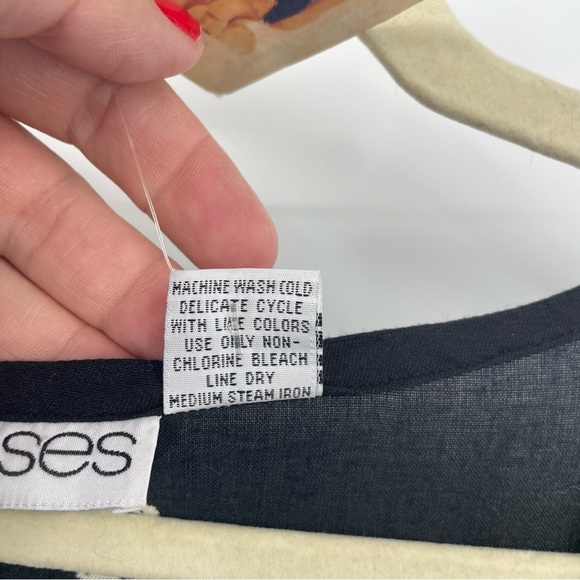 MACHINE WASH COLD
DELICATE CYCLE
WITH LIKE COLORS
USE ONLY NON-
CHLORINE BLEACH
LINE DRY
MEDIUM STEAM IRON
ses